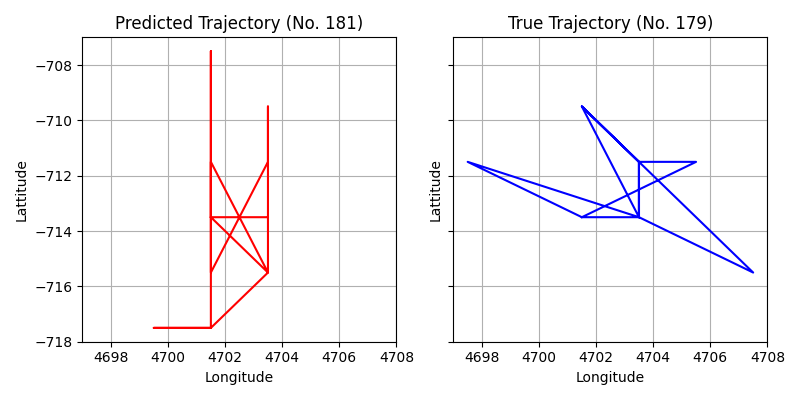 Predicted Trajectory (No. 181)
True Trajectory (No. 179)
−708
−710
−712
−714
−716
−718
Lattitude
Lattitude
4698 4700 4702 4704 4706 4708
4698 4700 4702 4704 4706 4708
Longitude
Longitude